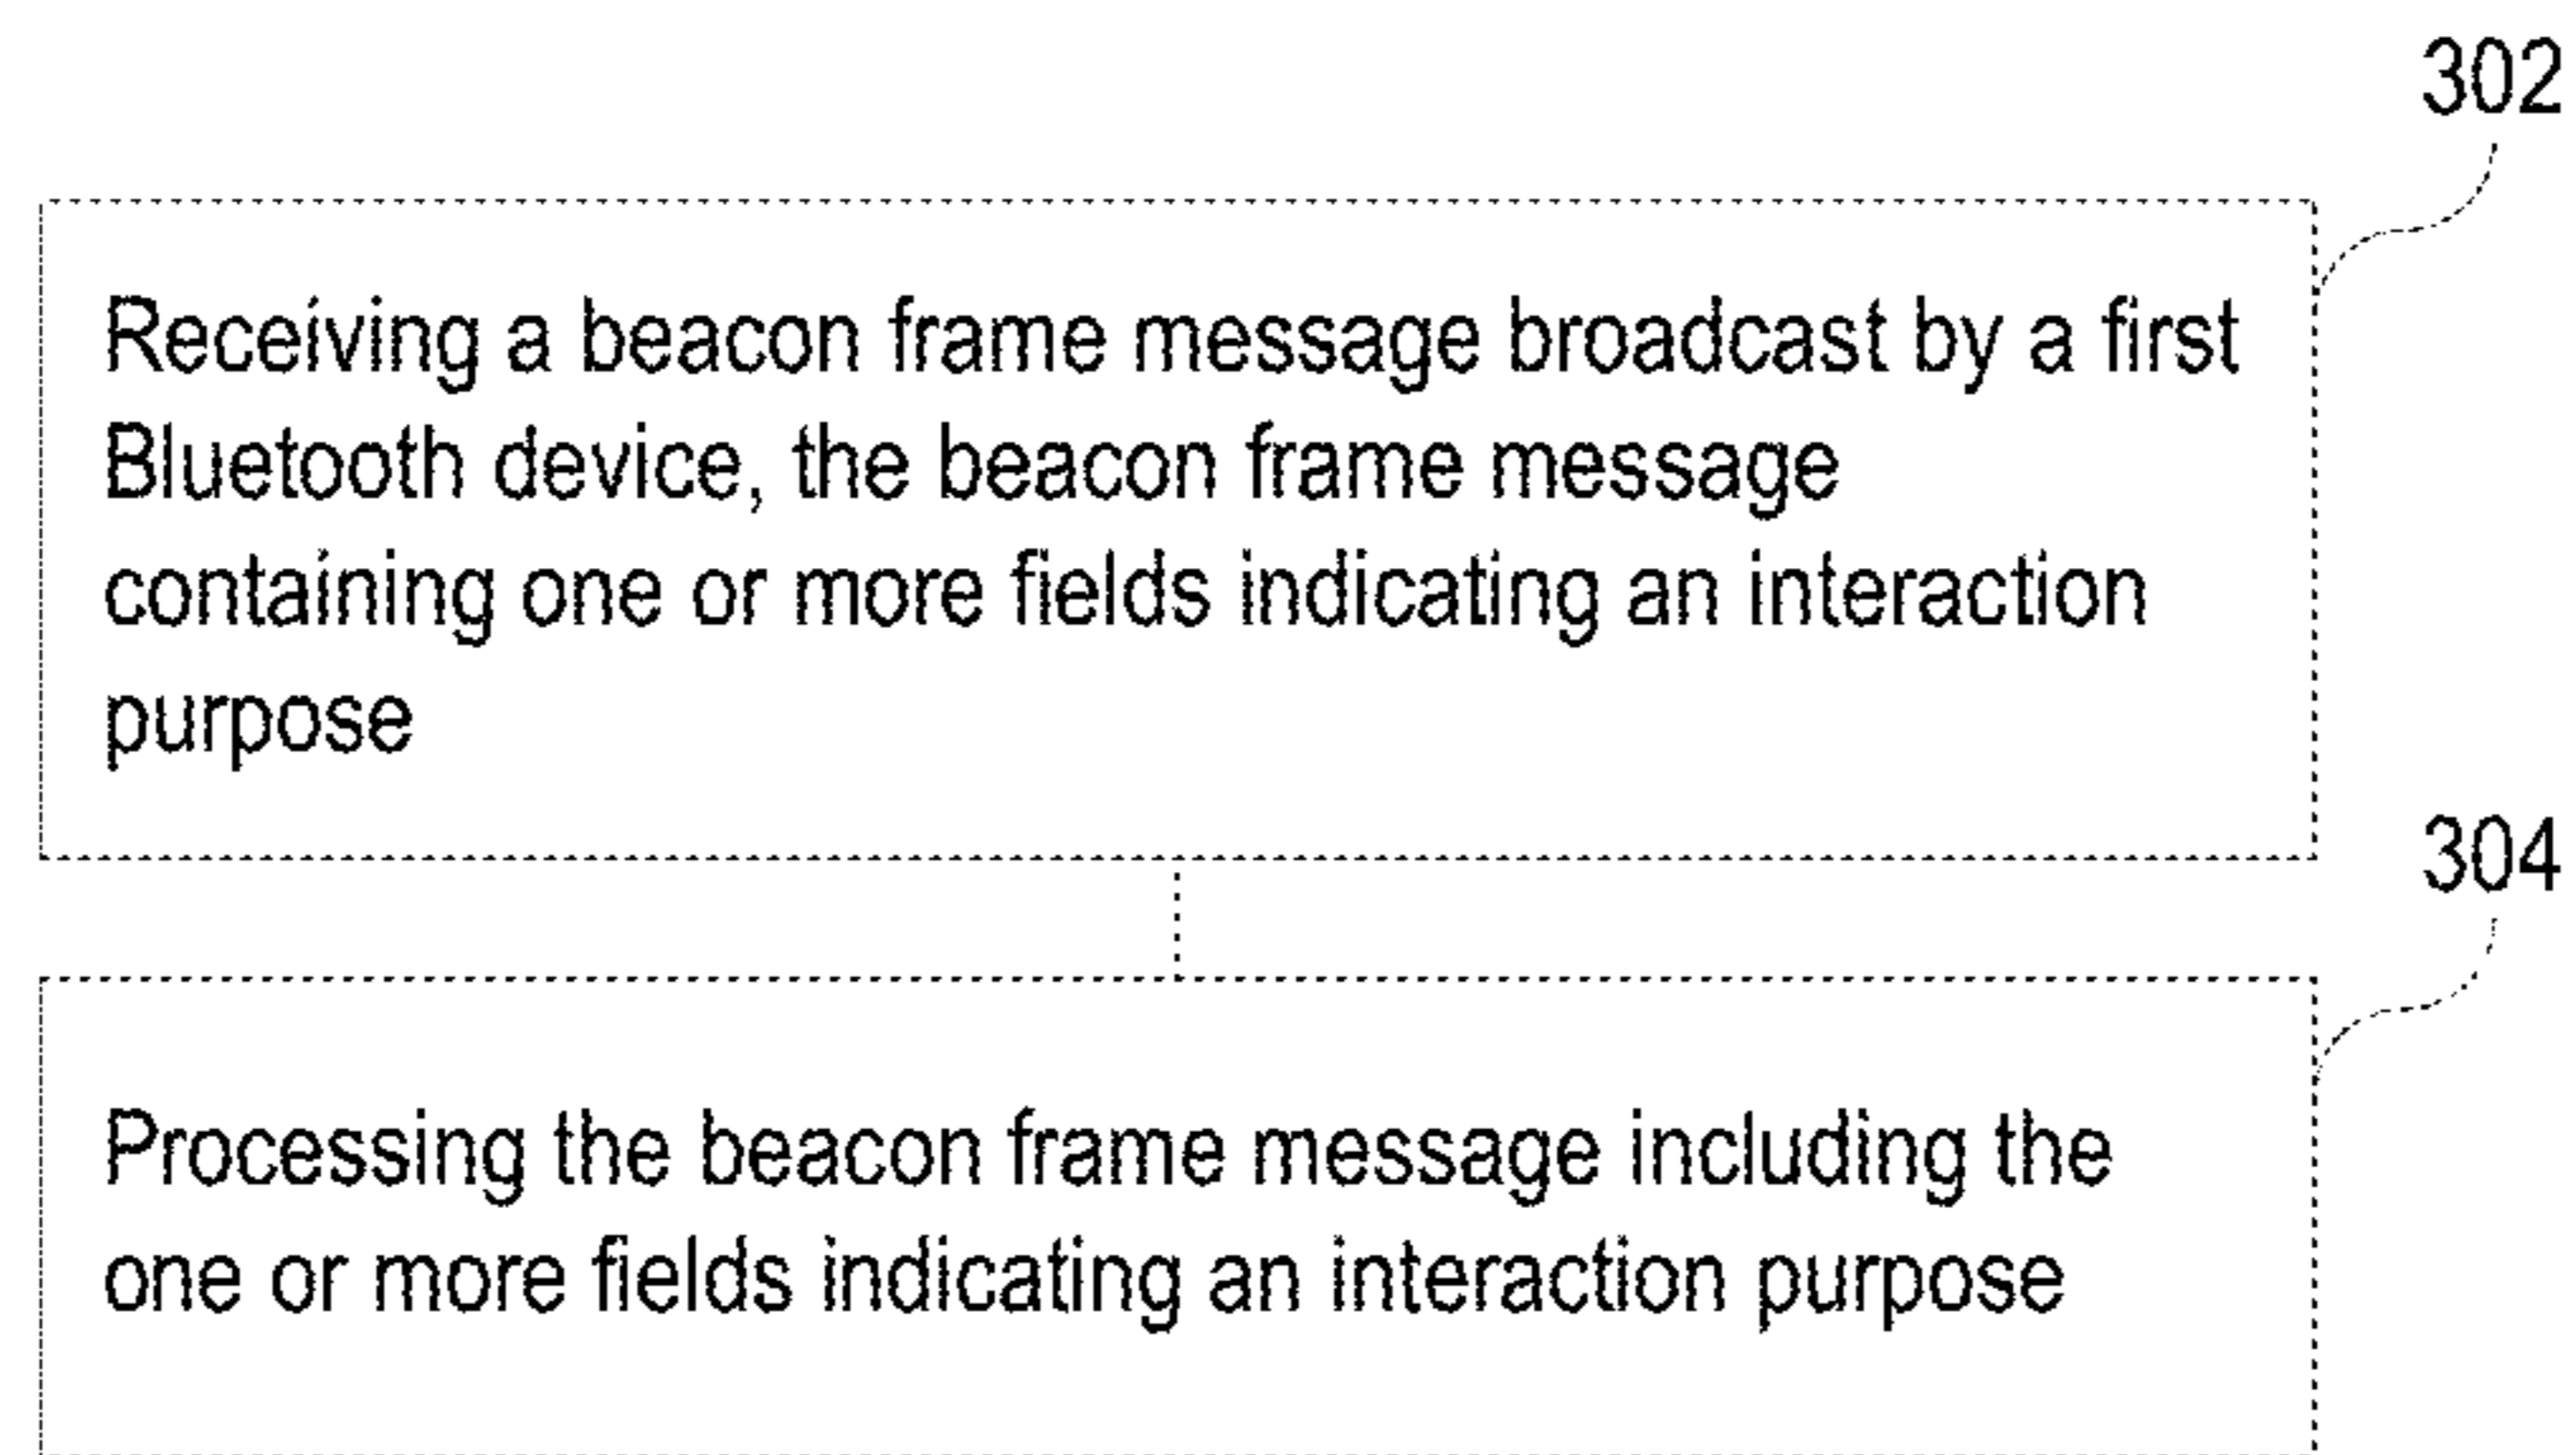 302
Receiving a beacon frame message broadcast by a first
Bluetooth device, the beacon frame message
containing one or more fields indicating an interaction
purpose
304
Processing the beacon frame message including the
one or more fields indicating an interaction purpose